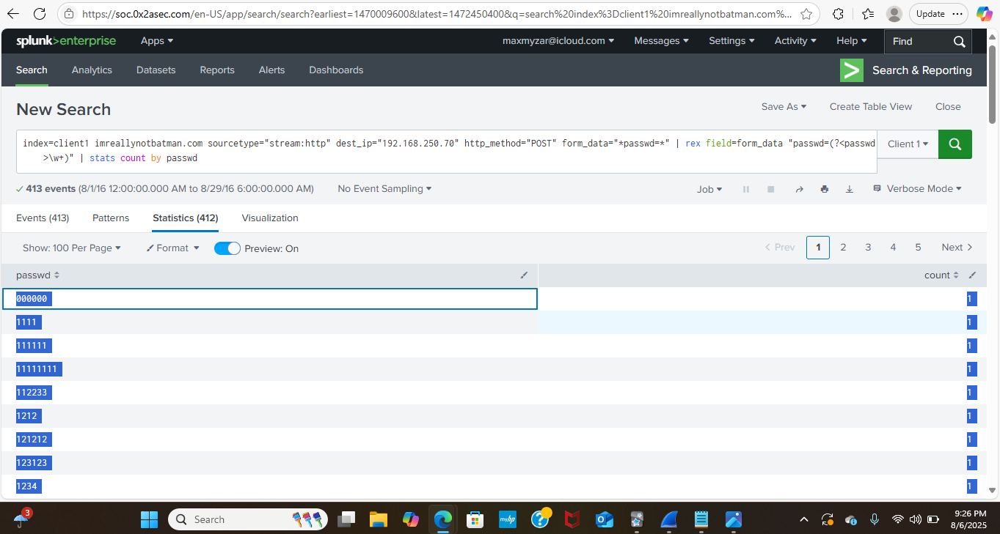 https://soc.0x2asec.com/en-US/app/search/search?earliest=1470009600&latest=1472450400&q=search%20index%3Dclient1%20imreallynotbatman.com%...
Update
splunk>enterprise
Apps
maxmyzar@icloud.com
Messages
Settings
Activity
Help
Find
Search
Analytics
Datasets
Reports
Alerts
Dashboards
Search & Reporting
New Search
Save As
Create Table View
Close
index=client1 imreallynotbatman.com sourcetype="stream:http" dest_ip="192.168.250.70" http_method="POST" form_data="*passwd=*" | rex field=form_data "passwd=(?<passwd
>\w+)" | stats count by passwd
Client 1
413 events (8/1/16 12:00:00.000 AM to 8/29/16 6:00:00.000 AM)
No Event Sampling
Job
Verbose Mode
Events (413)
Patterns
Statistics (412)
Visualization
Show: 100 Per Page
Format
Preview: On
< Prev
1
2
3
4
5
Next >
passwd
count
000000 1
1111 1
111111 1
11111111 1
112233 1
1212 1
121212 1
123123 1
1234 1
3
Search
myhp
9:26 PM
8/6/2025